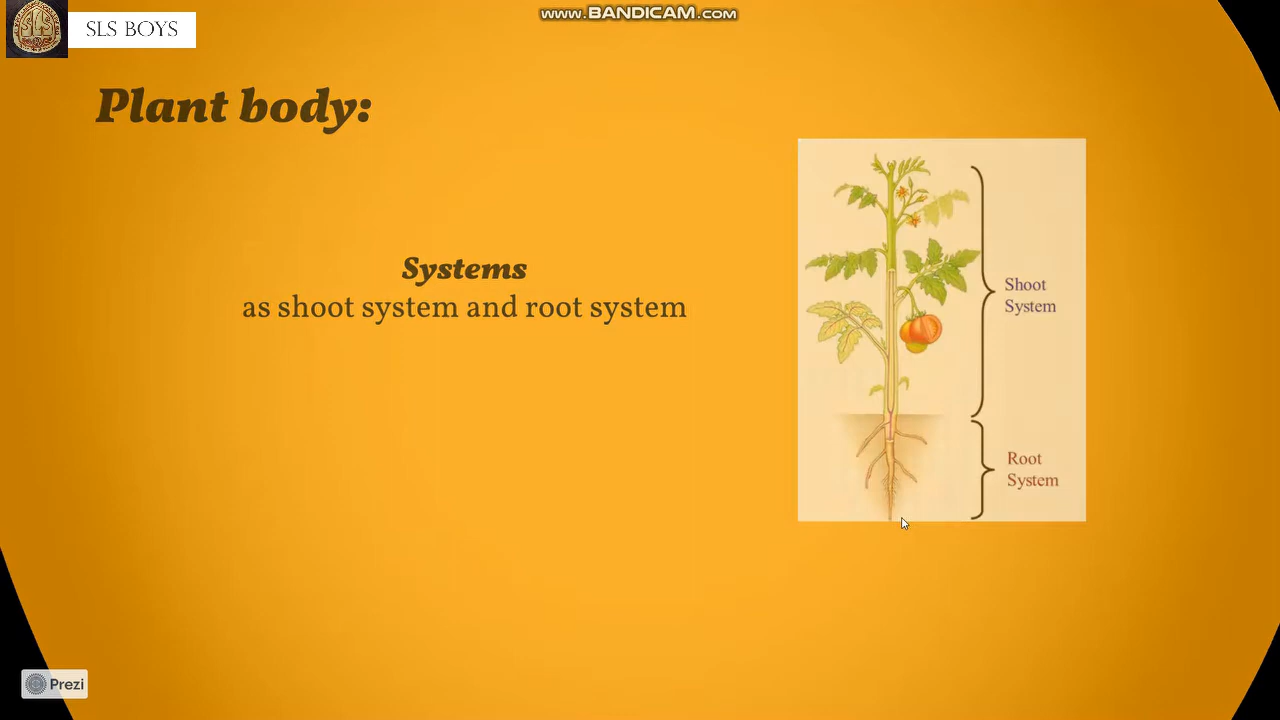 SLS BOYS
www.BANDICAM.com
Plant body:
Systems
as shoot system and root system
Shoot
System
Root
System
Prezi